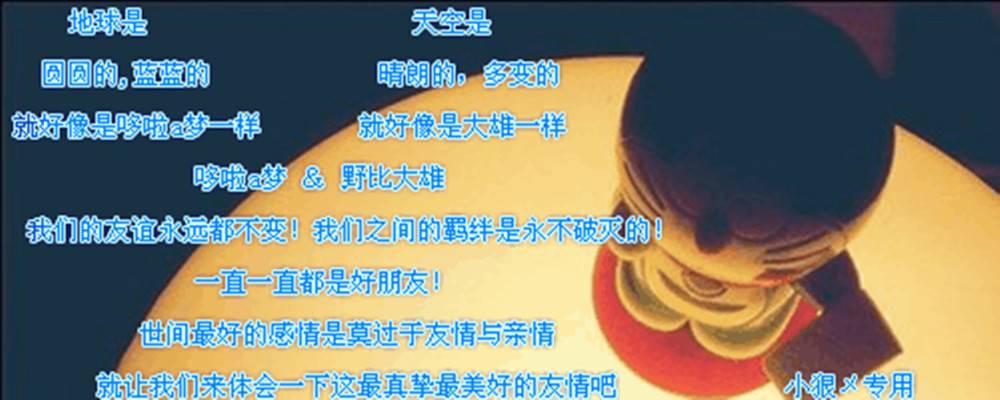 地球是 天空是
圆圆的,蓝蓝的 晴朗的，多变的
就好像是哆啦a梦一样 就好像是大雄一样
哆啦a梦 & 野比大雄
我们的友谊永远都不变！我们之间的羁绊是永不破灭的！
一直一直都是好朋友！
世间最好的感情是莫过于友情与亲情
就让我们来体会一下这最真挚最美好的友情吧 小狠メ专用